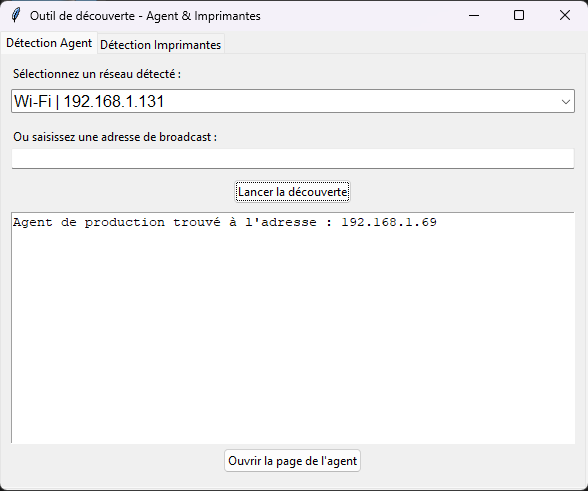 Outil de découverte - Agent & Imprimantes
Détection Agent
Détection Imprimantes
Sélectionnez un réseau détecté :
Wi-Fi | 192.168.1.131
Ou saisissez une adresse de broadcast :
Lancer la découverte
Agent de production trouvé à l'adresse : 192.168.1.69
Ouvrir la page de l'agent